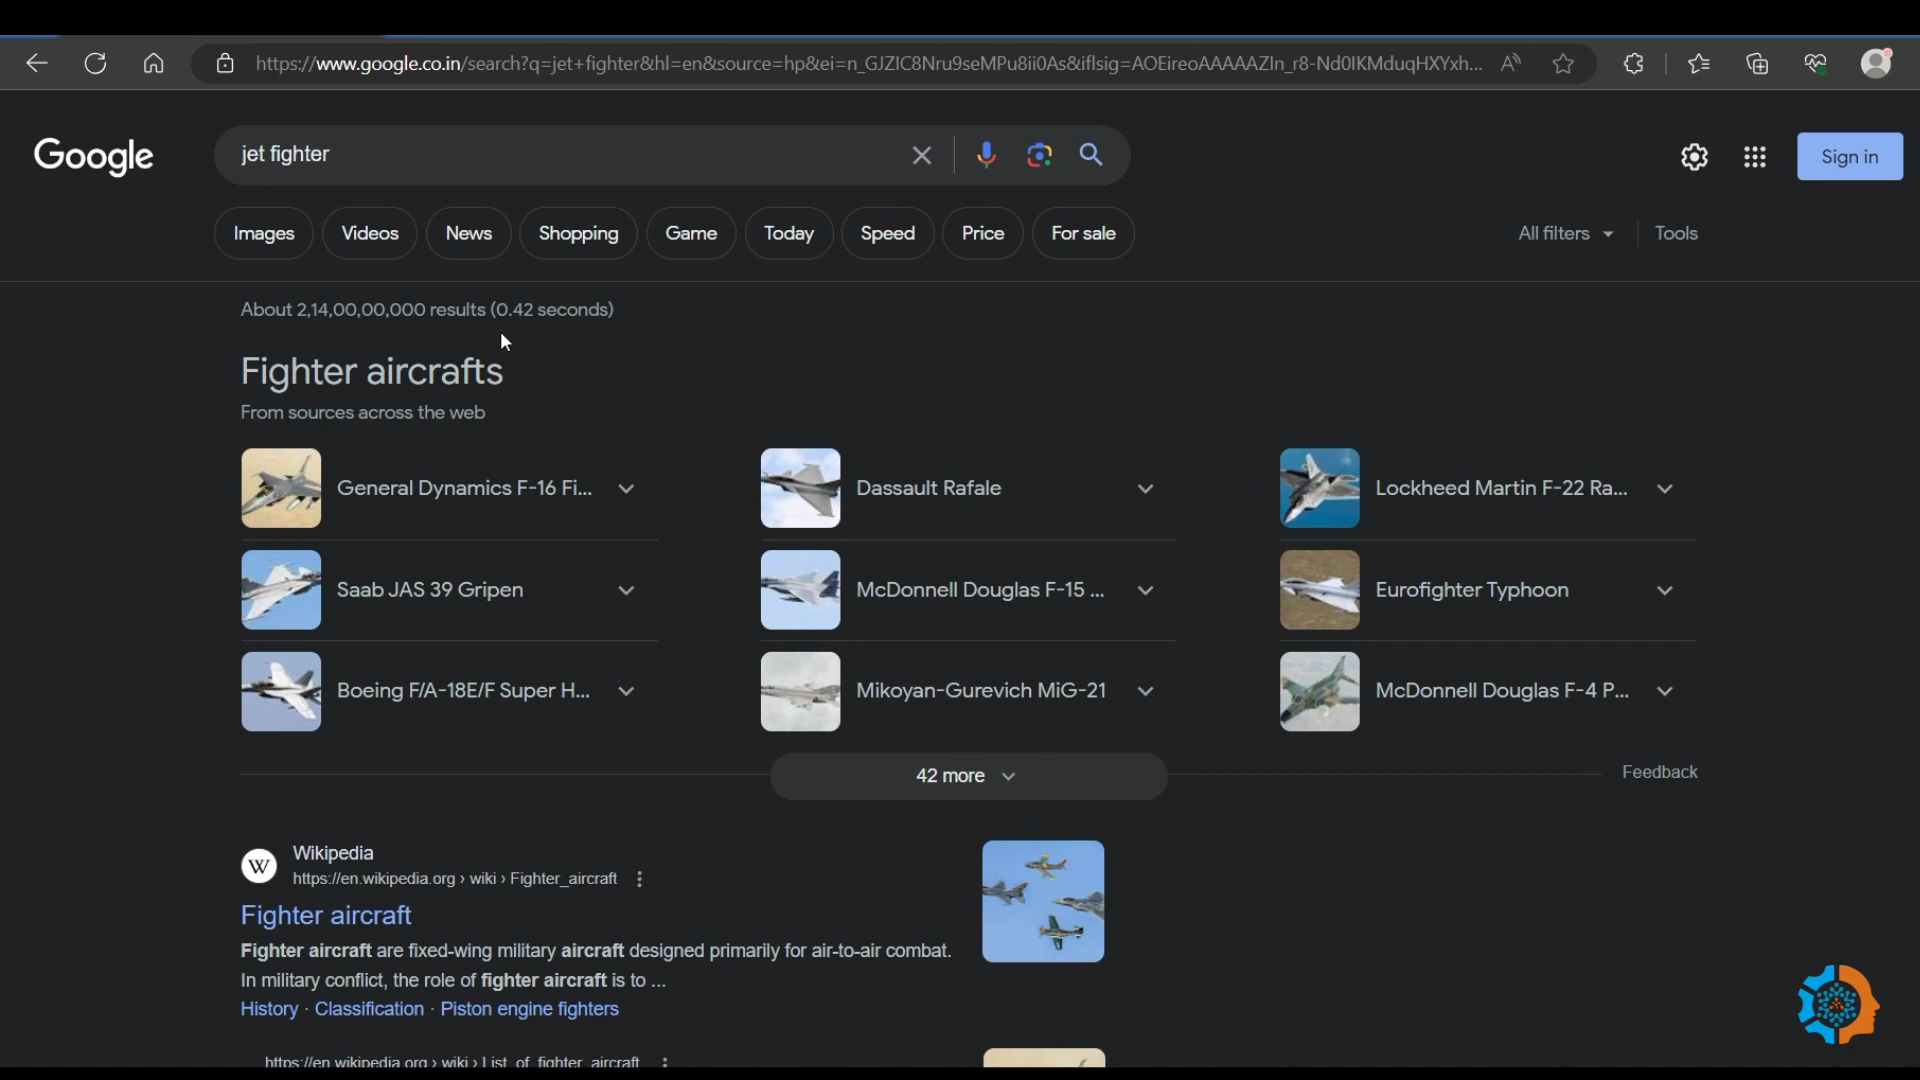 https://www.google.co.in/search?q=jet+fighter&hl=en&source=hp&ei=n_GJZIC8Nru9seMPu8ii0As&iflsig=AOEireoAAAAAZIn_r8-Nd0IKMduqHXYxh...
Google
jet fighter
Sign in
Images
Videos
News
Shopping
Game
Today
Speed
Price
For sale
All filters
Tools
About 2,14,00,00,000 results (0.42 seconds)
Fighter aircrafts
From sources across the web
General Dynamics F-16 Fi...
Dassault Rafale
Lockheed Martin F-22 Ra...
Saab JAS 39 Gripen
McDonnell Douglas F-15 ...
Eurofighter Typhoon
Boeing F/A-18E/F Super H...
Mikoyan-Gurevich MiG-21
McDonnell Douglas F-4 P...
42 more
Feedback
W
Wikipedia
https://en.wikipedia.org › wiki › Fighter_aircraft
Fighter aircraft
Fighter aircraft are fixed-wing military aircraft designed primarily for air-to-air combat.
In military conflict, the role of fighter aircraft is to ...
History · Classification · Piston engine fighters
https://en.wikipedia.org › wiki › List_of_fighter_aircraft